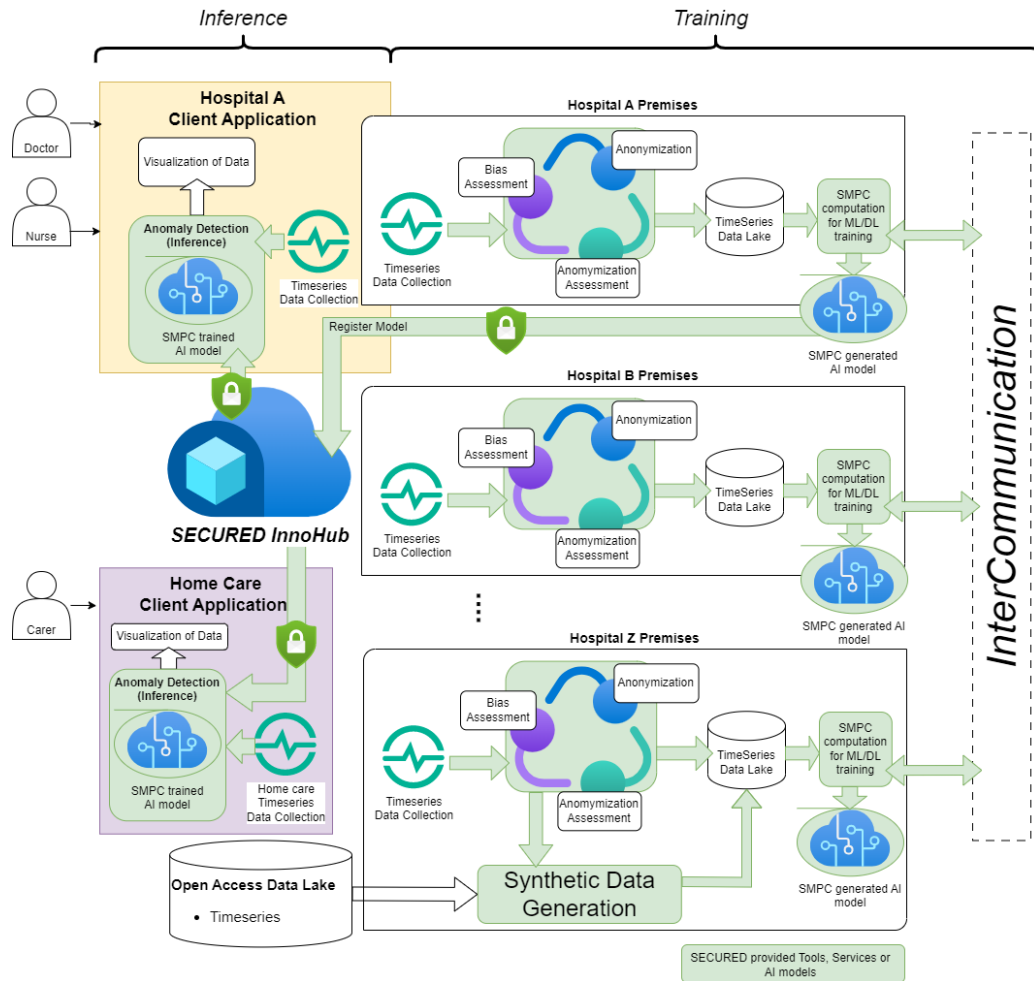 Inference
Training
Hospital A
Client Application
Doctor
Visualization of Data
Nurse
Anomaly Detection
(Inference)
Timeseries
Data Collection
SMPC trained
AI model
Hospital A Premises
Anonymization
Bias
Assessment
Timeseries
Data Collection
Anomymization
Assessment
TimeSeries
Data Lake
SMPC
computation
for ML/DL
training
Register Model
SMPC generated
AI model
SECURED InnoHub
Hospital B Premises
Anonymization
Bias
Assessment
Timeseries
Data Collection
Anomymization
Assessment
TimeSeries
Data Lake
SMPC
computation
for ML/DL
training
SMPC generated AI
model
InterCommunication
Home Care
Client Application
Carer
Visualization of Data
Anomaly Detection
(Inference)
SMPC trained
AI model
Home care
Timeseries
Data Collection
Hospital Z Premises
Anonymization
Bias
Assessment
Timeseries
Data Collection
Anomymization
Assessment
TimeSeries
Data Lake
SMPC
computation
for ML/DL
training
SMPC generated AI
model
Open Access Data Lake
• Timeseries
Synthetic Data
Generation
SECURED provided Tools, Services or
AI models